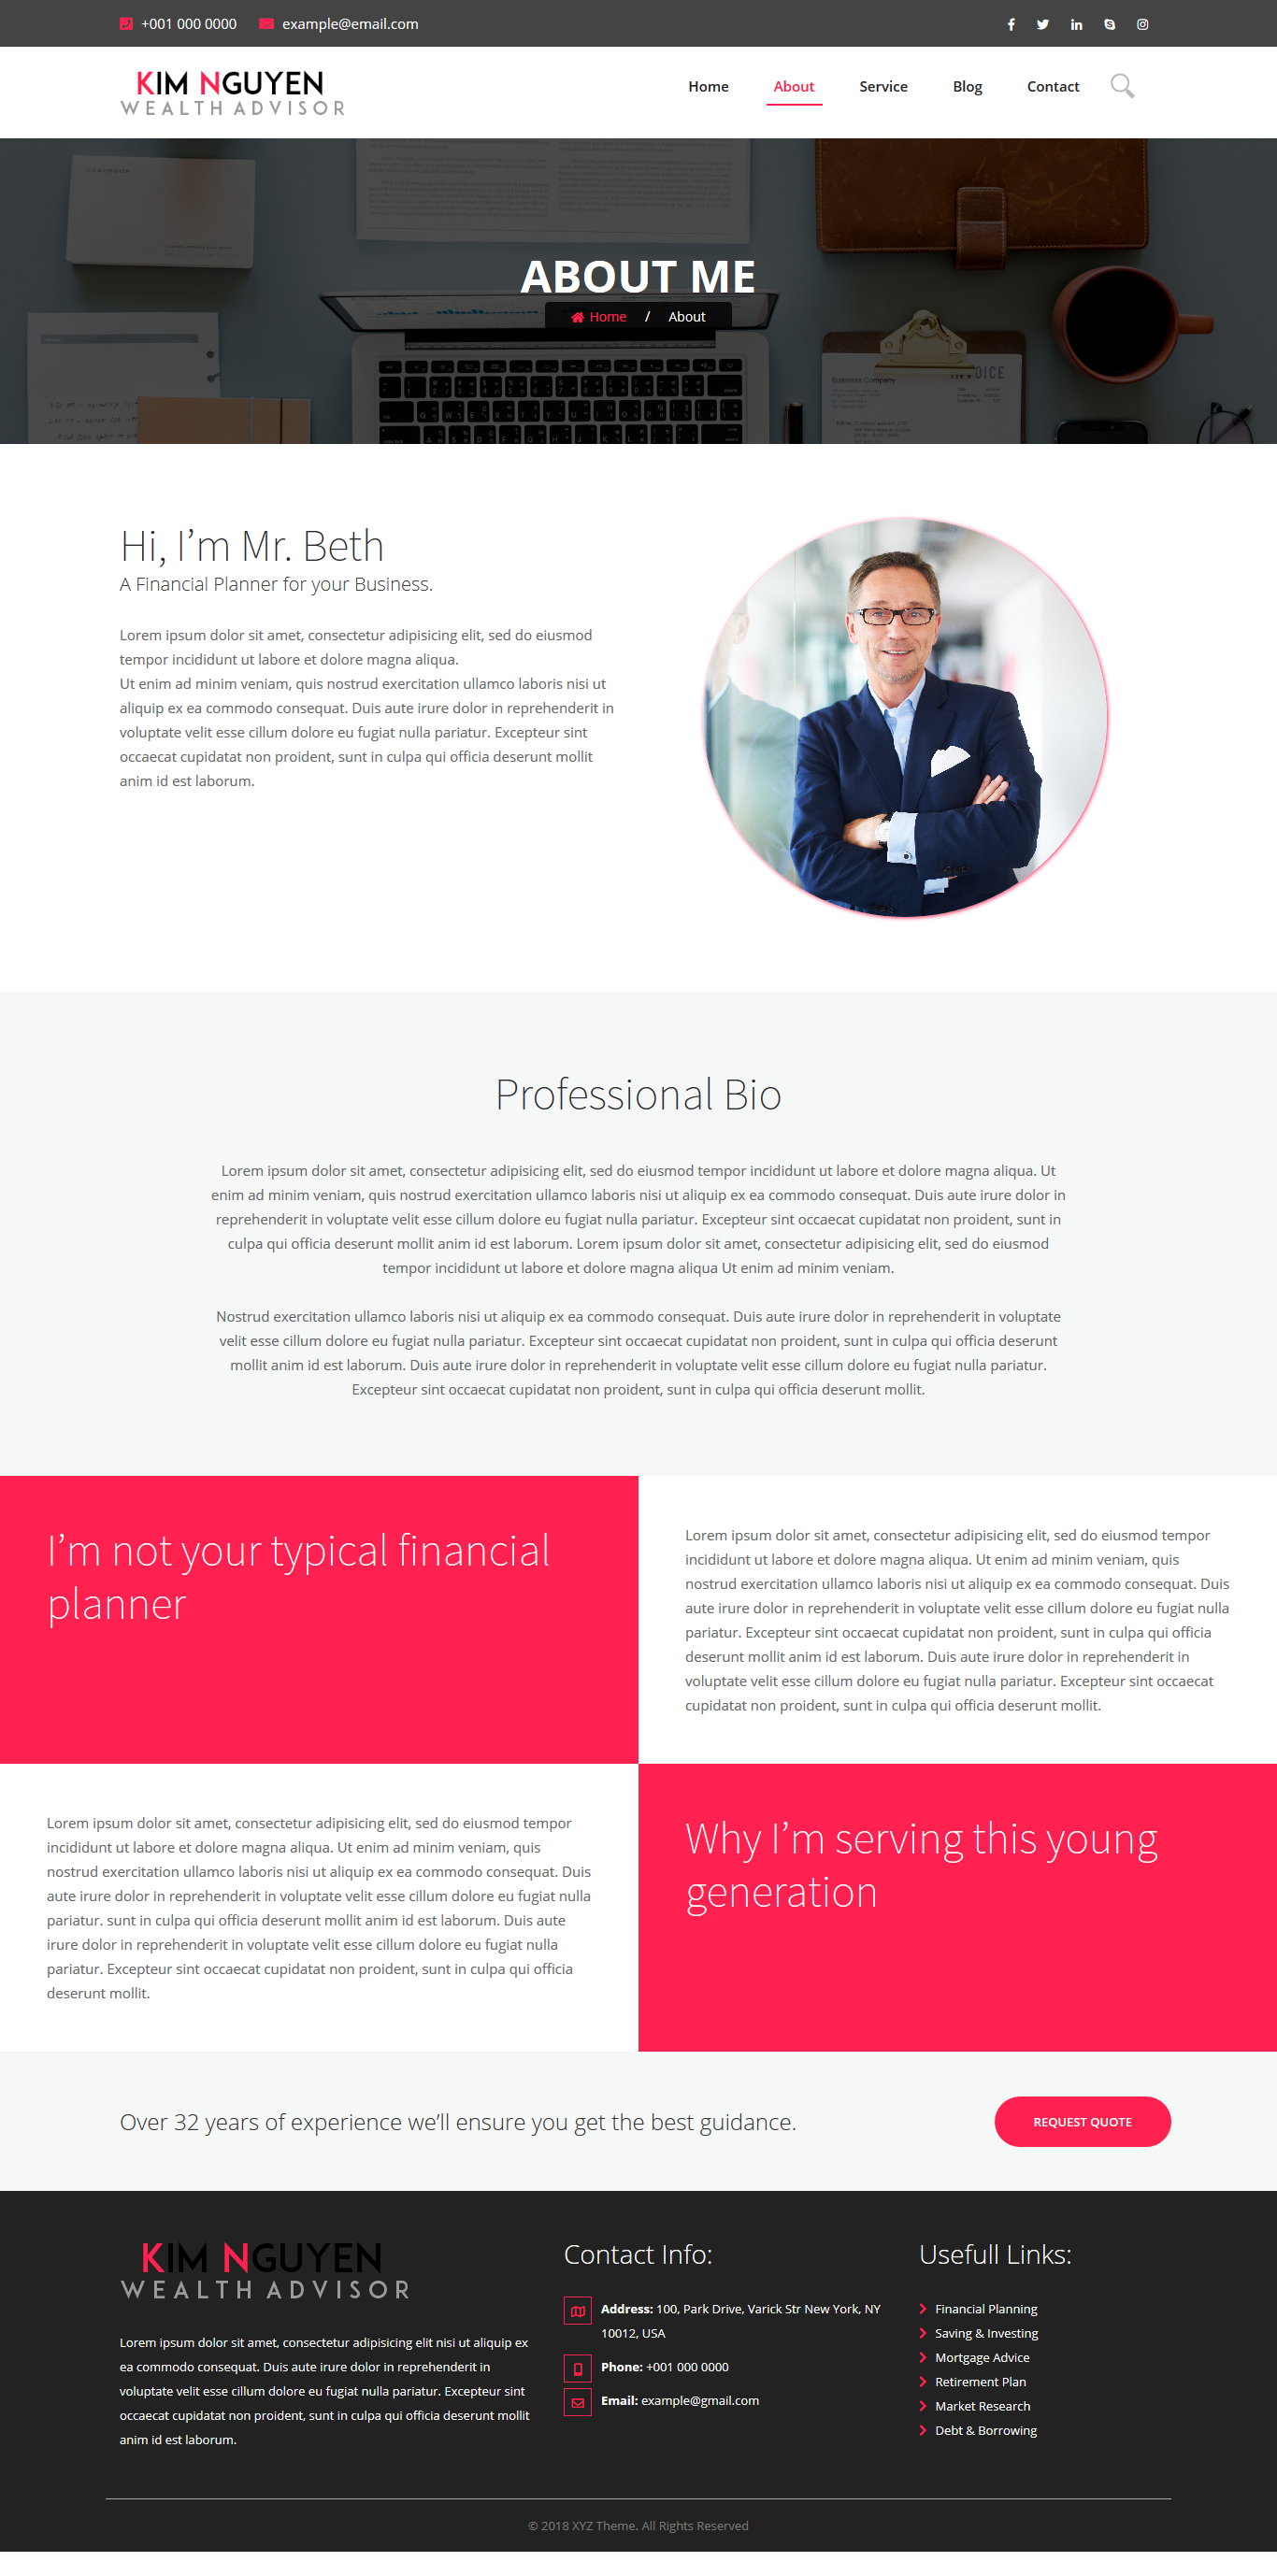 +001 000 0000 example@email.com
KIM NGUYEN
WEALTH ADVISOR
Home About Service Blog Contact
CASHBOOK
ABOUT ME
Home / About
INVOICE
Business Company
Hi, I’m Mr. Beth
A Financial Planner for your Business.
Lorem ipsum dolor sit amet, consectetur adipisicing elit, sed do eiusmod
tempor incididunt ut labore et dolore magna aliqua.
Ut enim ad minim veniam, quis nostrud exercitation ullamco laboris nisi ut
aliquip ex ea commodo consequat. Duis aute irure dolor in reprehenderit in
voluptate velit esse cillum dolore eu fugiat nulla pariatur. Excepteur sint
occaecat cupidatat non proident, sunt in culpa qui officia deserunt mollit
anim id est laborum.
Professional Bio
Lorem ipsum dolor sit amet, consectetur adipisicing elit, sed do eiusmod tempor incididunt ut labore et dolore magna aliqua. Ut
enim ad minim veniam, quis nostrud exercitation ullamco laboris nisi ut aliquip ex ea commodo consequat. Duis aute irure dolor in
reprehenderit in voluptate velit esse cillum dolore eu fugiat nulla pariatur. Excepteur sint occaecat cupidatat non proident, sunt in
culpa qui officia deserunt mollit anim id est laborum. Lorem ipsum dolor sit amet, consectetur adipisicing elit, sed do eiusmod
tempor incididunt ut labore et dolore magna aliqua Ut enim ad minim veniam.
Nostrud exercitation ullamco laboris nisi ut aliquip ex ea commodo consequat. Duis aute irure dolor in reprehenderit in voluptate
velit esse cillum dolore eu fugiat nulla pariatur. Excepteur sint occaecat cupidatat non proident, sunt in culpa qui officia deserunt
mollit anim id est laborum. Duis aute irure dolor in reprehenderit in voluptate velit esse cillum dolore eu fugiat nulla pariatur.
Excepteur sint occaecat cupidatat non proident, sunt in culpa qui officia deserunt mollit.
I’m not your typical financial
planner
Lorem ipsum dolor sit amet, consectetur adipisicing elit, sed do eiusmod tempor
incididunt ut labore et dolore magna aliqua. Ut enim ad minim veniam, quis
nostrud exercitation ullamco laboris nisi ut aliquip ex ea commodo consequat. Duis
aute irure dolor in reprehenderit in voluptate velit esse cillum dolore eu fugiat nulla
pariatur. Excepteur sint occaecat cupidatat non proident, sunt in culpa qui officia
deserunt mollit anim id est laborum. Duis aute irure dolor in reprehenderit in
voluptate velit esse cillum dolore eu fugiat nulla pariatur. Excepteur sint occaecat
cupidatat non proident, sunt in culpa qui officia deserunt mollit.
Lorem ipsum dolor sit amet, consectetur adipisicing elit, sed do eiusmod tempor
incididunt ut labore et dolore magna aliqua. Ut enim ad minim veniam, quis
nostrud exercitation ullamco laboris nisi ut aliquip ex ea commodo consequat. Duis
aute irure dolor in reprehenderit in voluptate velit esse cillum dolore eu fugiat nulla
pariatur. sunt in culpa qui officia deserunt mollit anim id est laborum. Duis aute
irure dolor in reprehenderit in voluptate velit esse cillum dolore eu fugiat nulla
pariatur. Excepteur sint occaecat cupidatat non proident, sunt in culpa qui officia
deserunt mollit.
Why I’m serving this young
generation
Over 32 years of experience we’ll ensure you get the best guidance.
REQUEST QUOTE
KIM NGUYEN
WEALTH ADVISOR
Lorem ipsum dolor sit amet, consectetur adipisicing elit nisi ut aliquip ex
ea commodo consequat. Duis aute irure dolor in reprehenderit in
voluptate velit esse cillum dolore eu fugiat nulla pariatur. Excepteur sint
occaecat cupidatat non proident, sunt in culpa qui officia deserunt mollit
anim id est laborum.
Contact Info:
Address: 100, Park Drive, Varick Str New York, NY
10012, USA
Phone: +001 000 0000
Email: example@gmail.com
Usefull Links:
Financial Planning
Saving & Investing
Mortgage Advice
Retirement Plan
Market Research
Debt & Borrowing
© 2018 XYZ Theme. All Rights Reserved